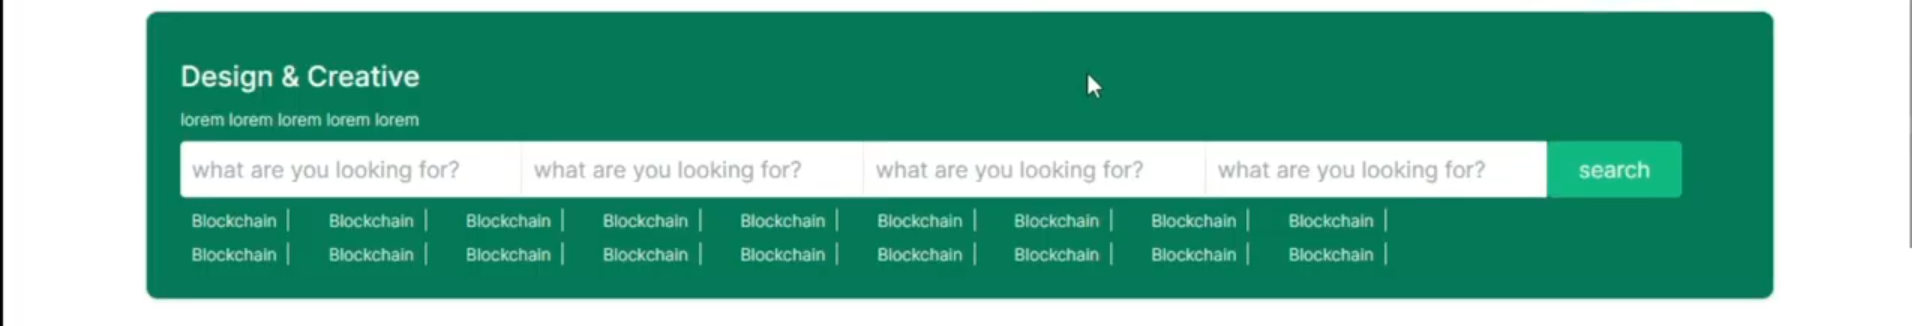 Design & Creative
lorem lorem lorem lorem lorem
what are you looking for? what are you looking for? what are you looking for? what are you looking for? search
Blockchain | Blockchain | Blockchain | Blockchain | Blockchain | Blockchain | Blockchain | Blockchain | Blockchain |
Blockchain | Blockchain | Blockchain | Blockchain | Blockchain | Blockchain | Blockchain | Blockchain | Blockchain |